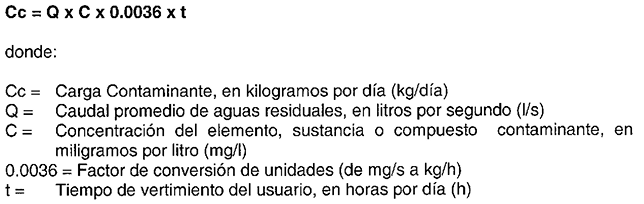 Cc = Q x C x 0.0036 x t
donde:
Cc = Carga Contaminante, en kilogramos por día (kg/día)
Q = Caudal promedio de aguas residuales, en litros por segundo (l/s)
C = Concentración del elemento, sustancia o compuesto contaminante, en
miligramos por litro (mg/l)
0.0036 = Factor de conversión de unidades (de mg/s a kg/h)
t = Tiempo de vertimiento del usuario, en horas por día (h)